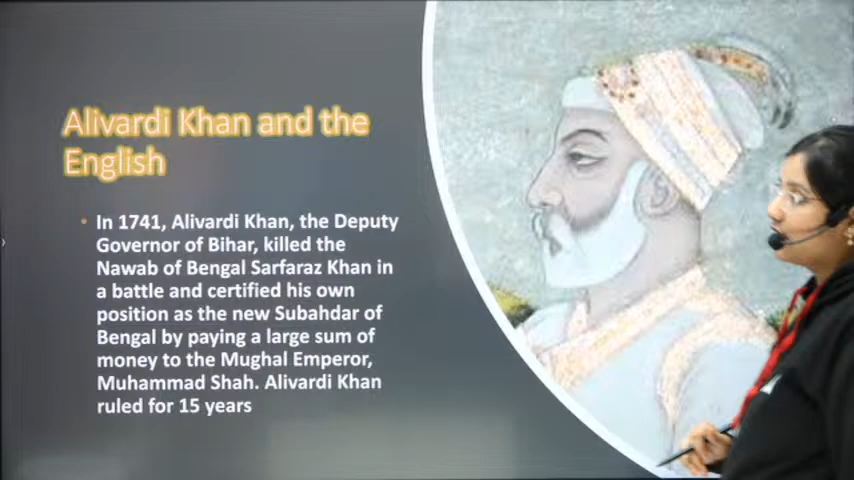 Alivardi Khan and the
English
• In 1741, Alivardi Khan, the Deputy
Governor of Bihar, killed the
Nawab of Bengal Sarfaraz Khan in
a battle and certified his own
position as the new Subahdar of
Bengal by paying a large sum of
money to the Mughal Emperor,
Muhammad Shah. Alivardi Khan
ruled for 15 years